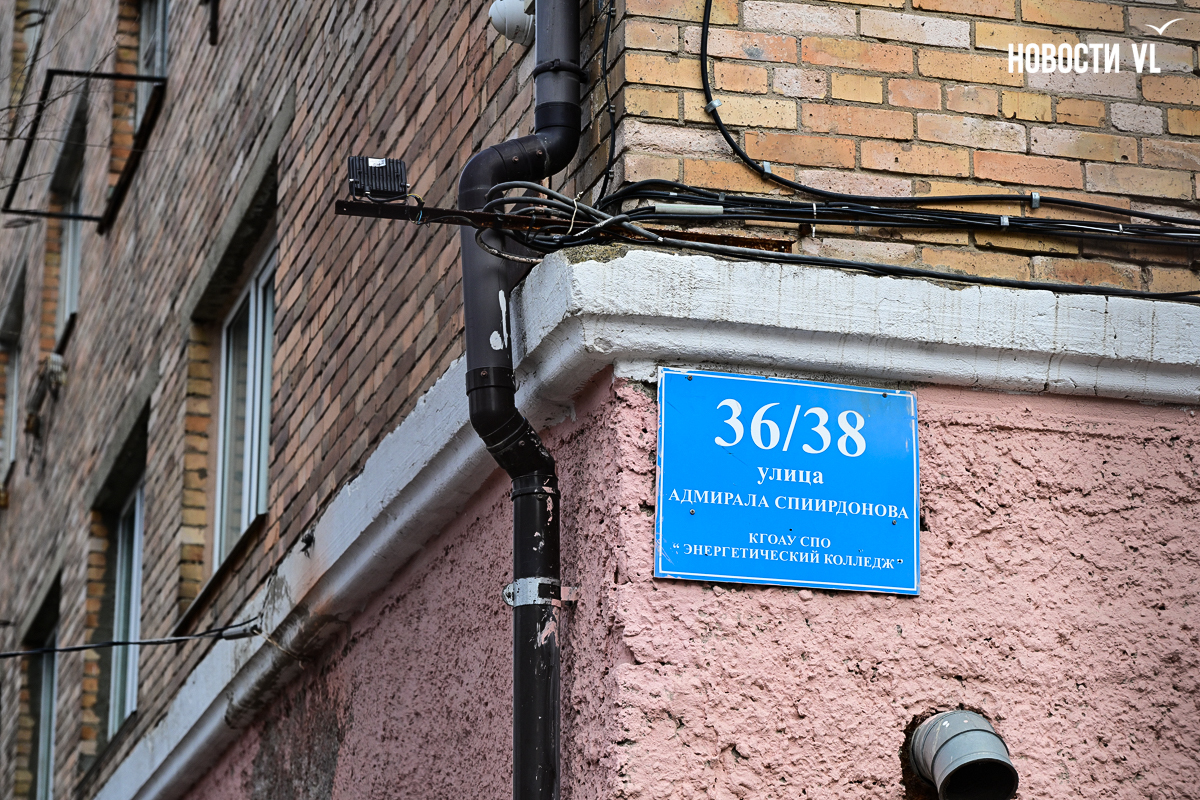 НОВОСТИ VL
36/38
улица
АДМИРАЛА СПИИРДОНОВА
КГОАУ СПО
“ ЭНЕРГЕТИЧЕСКИЙ КОЛЛЕДЖ”